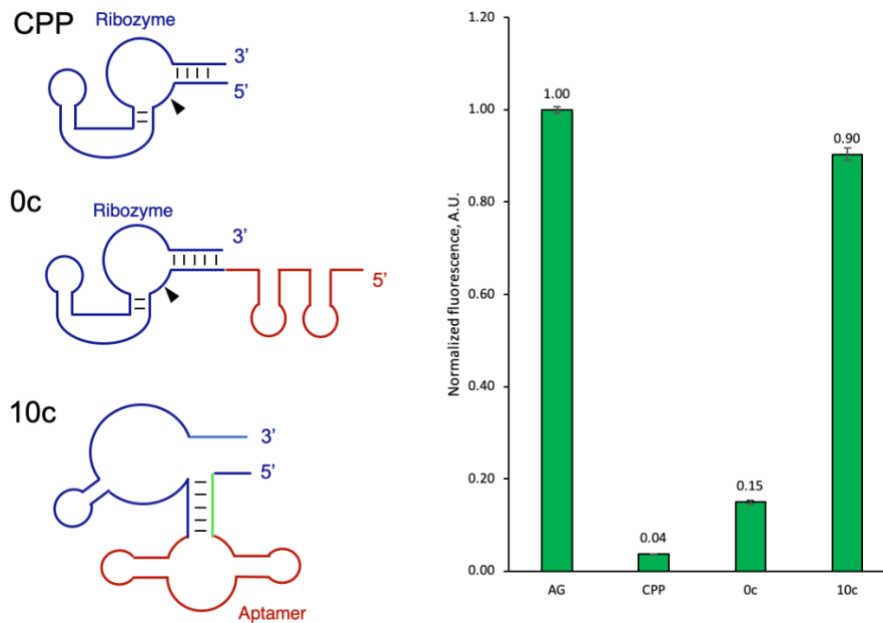 CPP
Ribozyme
3’
5’
0c
Ribozyme
3’
5’
10c
3’
5’
Aptamer
Normalized fluorescence, A.U.
1.20
1.00
0.80
0.60
0.40
0.20
0.00
1.00
0.04
0.15
0.90
AG CPP 0c 10c